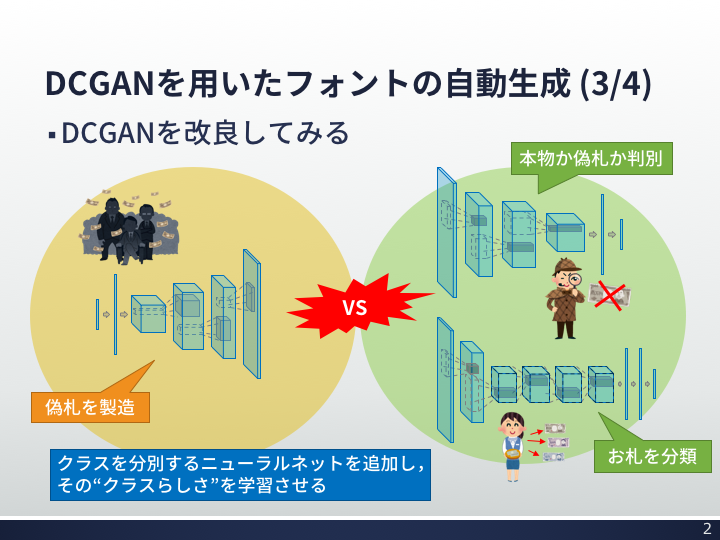 DCGANを用いたフォントの自動生成 (3/4)
▪DCGANを改良してみる
本物か偽札か判別
VS
偽札を製造
お札を分類
クラスを分別するニューラルネットを追加し，
その“クラスらしさ”を学習させる
2